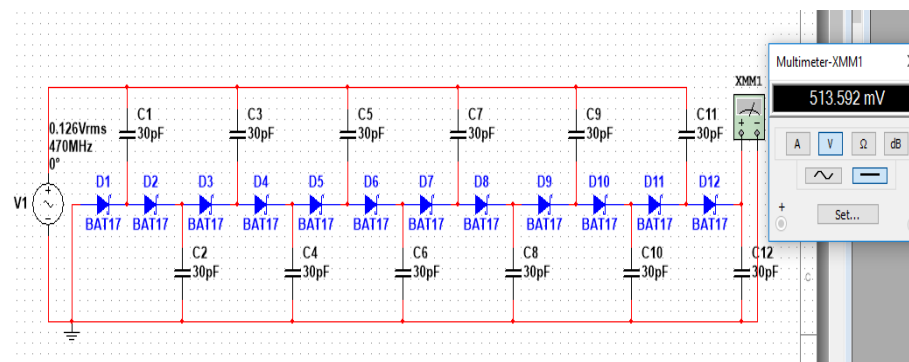 Multimeter-XMM1
513.592 mV
A V Ω dB
Set...
+
XMM1
+ -
C1
30pF
C3
30pF
C5
30pF
C7
30pF
C9
30pF
C11
30pF
0.126Vrms
470MHz
0°
V1
D1 D2 D3 D4 D5 D6 D7 D8 D9 D10 D11 D12
BAT17 BAT17 BAT17 BAT17 BAT17 BAT17 BAT17 BAT17 BAT17 BAT17 BAT17 BAT17
C2
30pF
C4
30pF
C6
30pF
C8
30pF
C10
30pF
C12
30pF
C